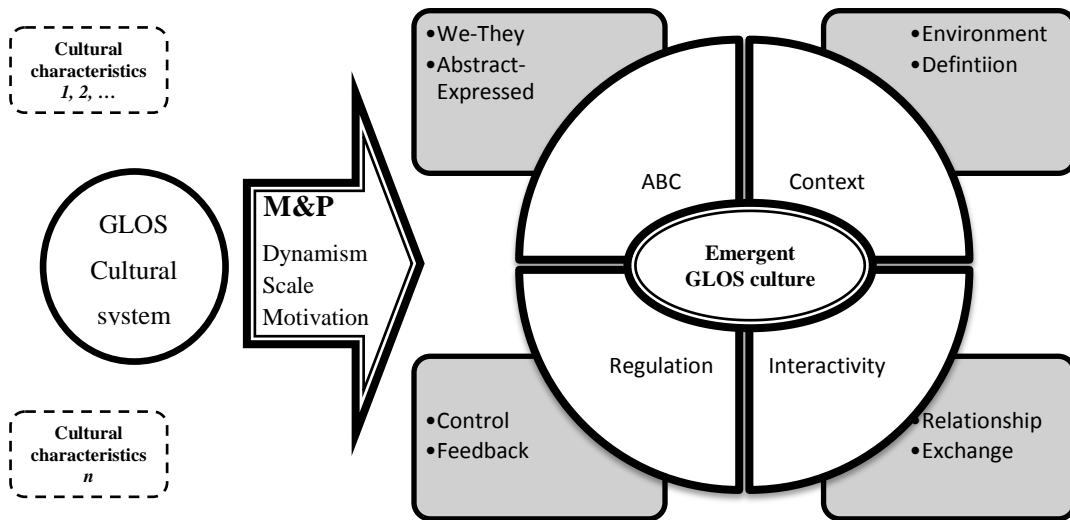 Cultural
characteristics
1, 2, …
GLOS
Cultural
system
Cultural
characteristics
n
M&P
Dynamism
Scale
Motivation
•We-They
•Abstract-
Expressed
•Environment
•Defintiion
ABC
Context
Emergent
GLOS culture
Regulation
Interactivity
•Control
•Feedback
•Relationship
•Exchange